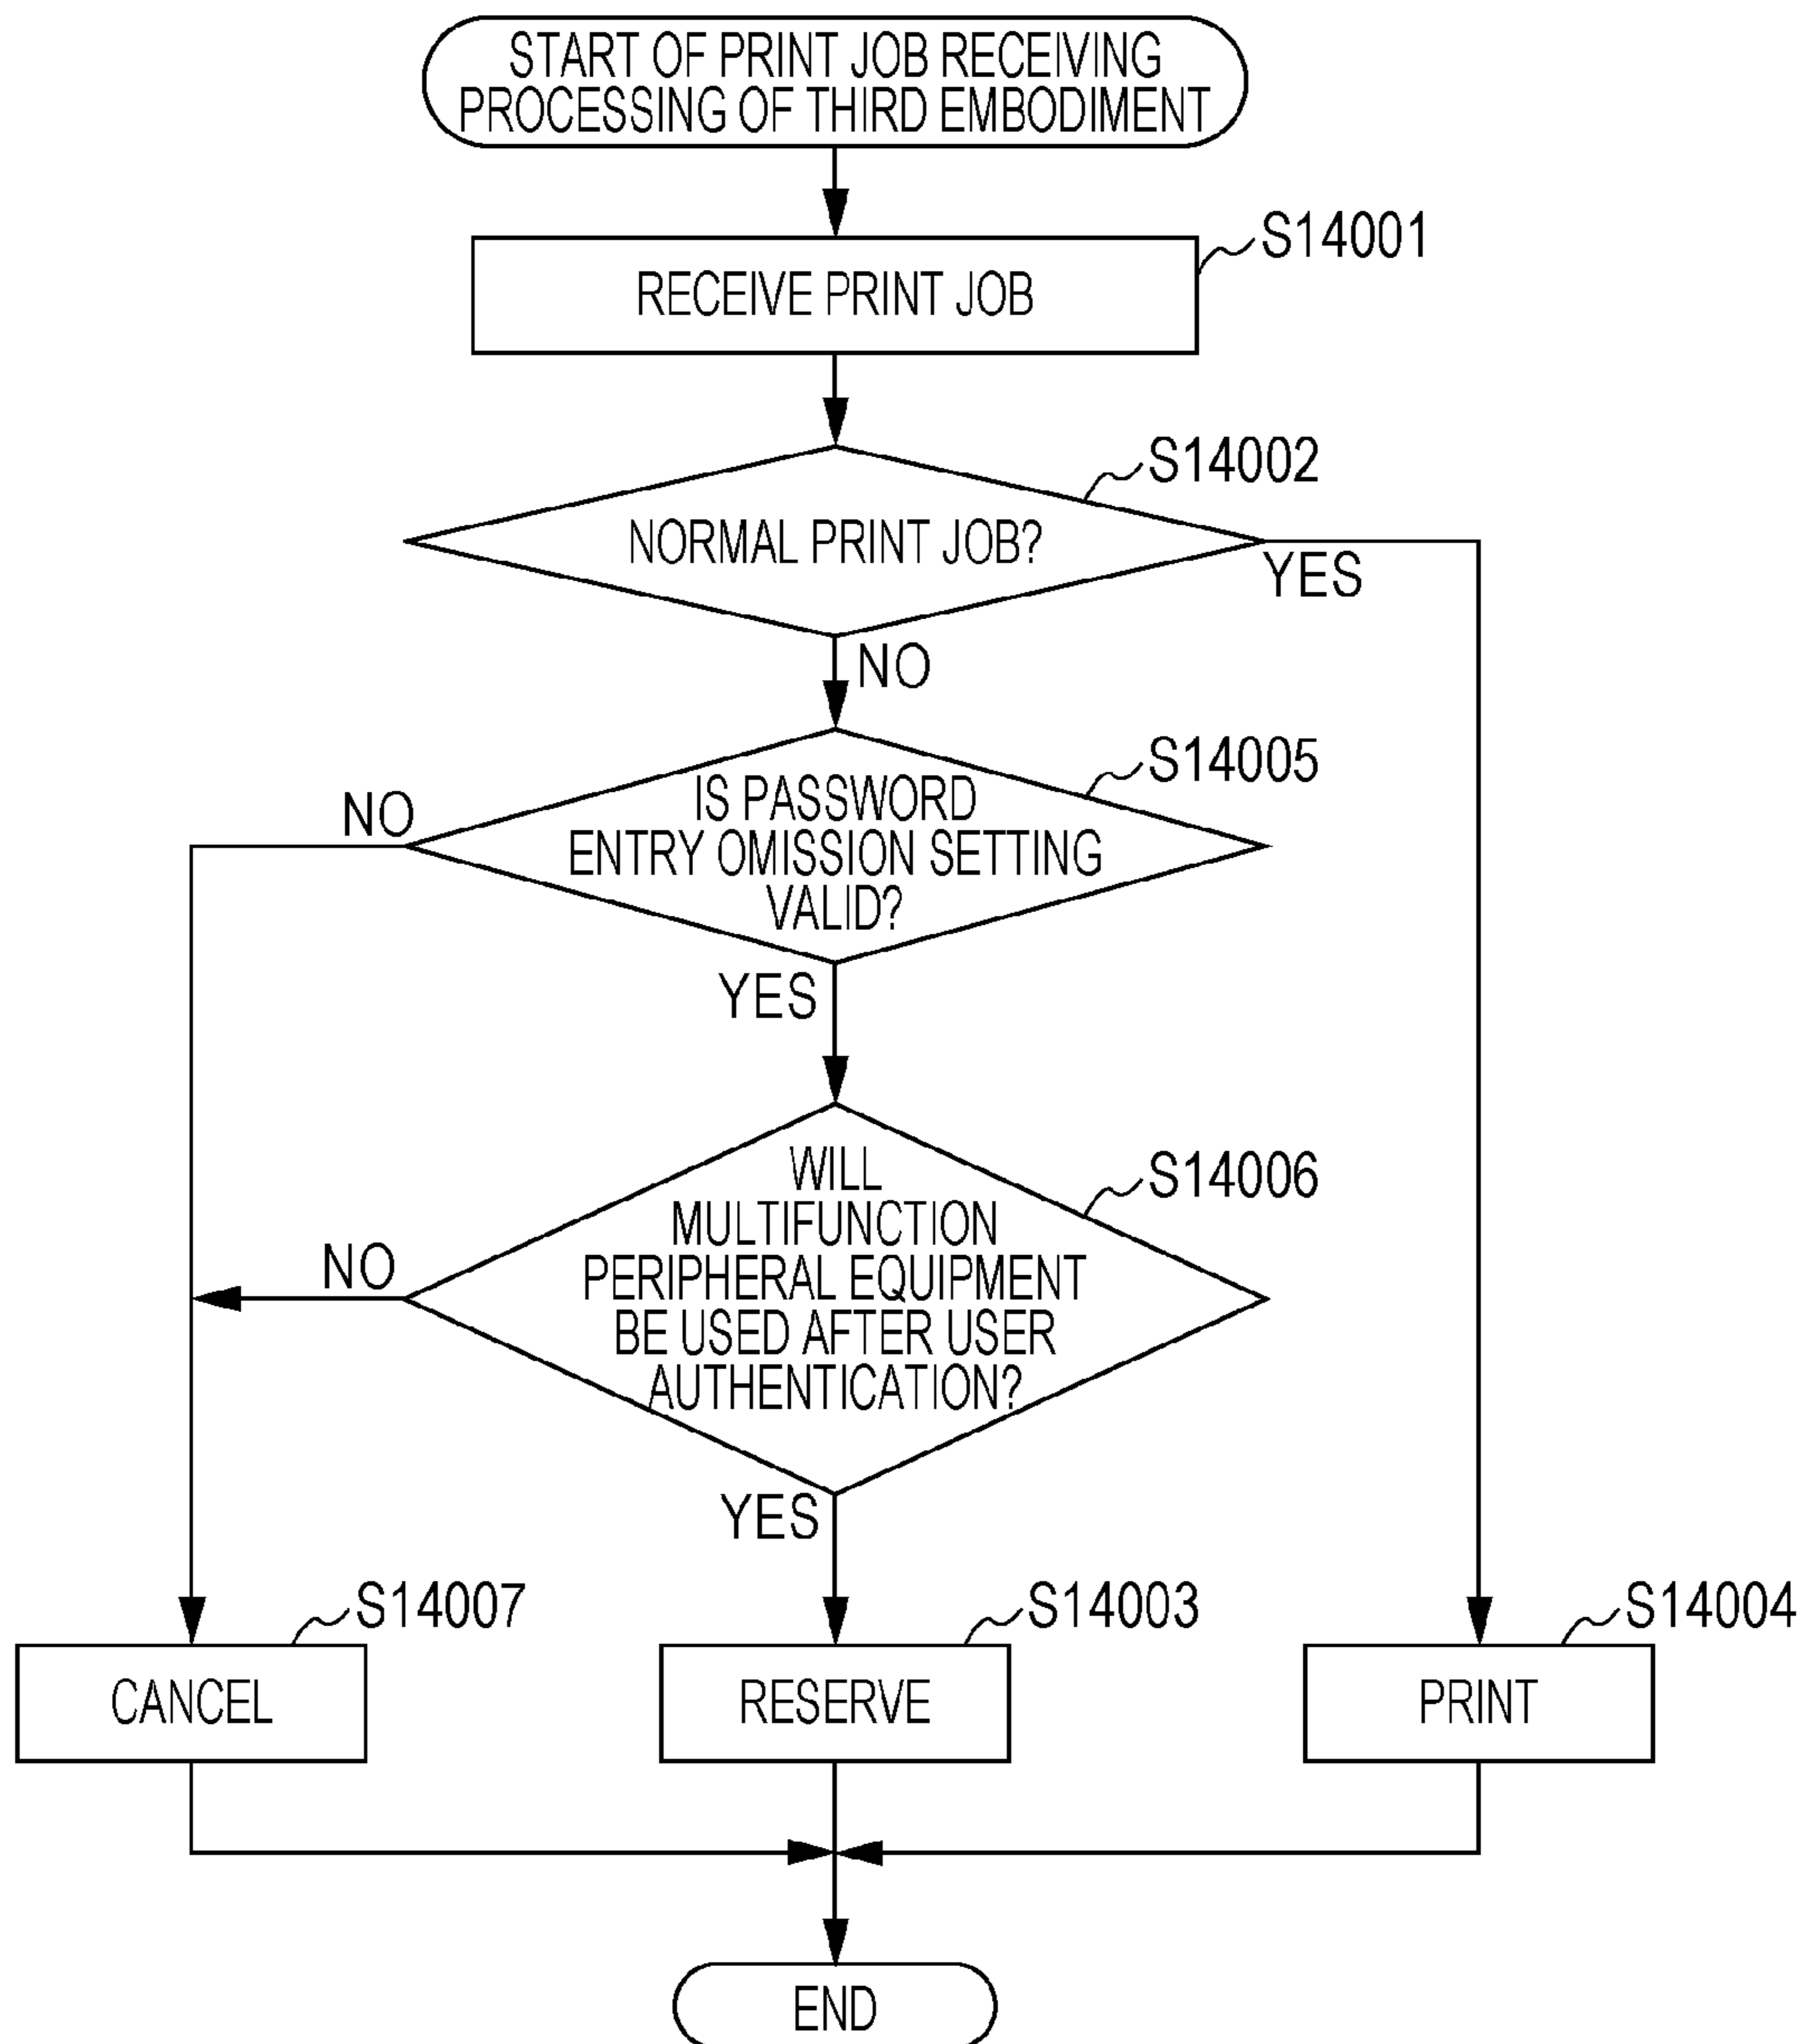 START OF PRINT JOB RECEIVING
PROCESSING OF THIRD EMBODIMENT
S14001
RECEIVE PRINT JOB
S14002
NORMAL PRINT JOB?
YES
NO
S14005
NO
IS PASSWORD
ENTRY OMISSION SETTING
VALID?
YES
S14006
WILL
MULTIFUNCTION
PERIPHERAL EQUIPMENT
BE USED AFTER USER
AUTHENTICATION?
NO
YES
S14007
S14003
S14004
CANCEL
RESERVE
PRINT
END